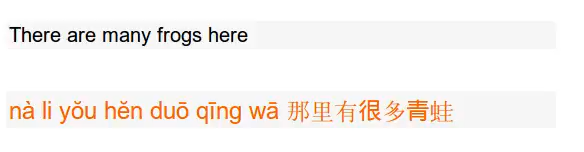 There are many frogs here
nà li yǒu hěn duō qīng wā 那里有很多青蛙